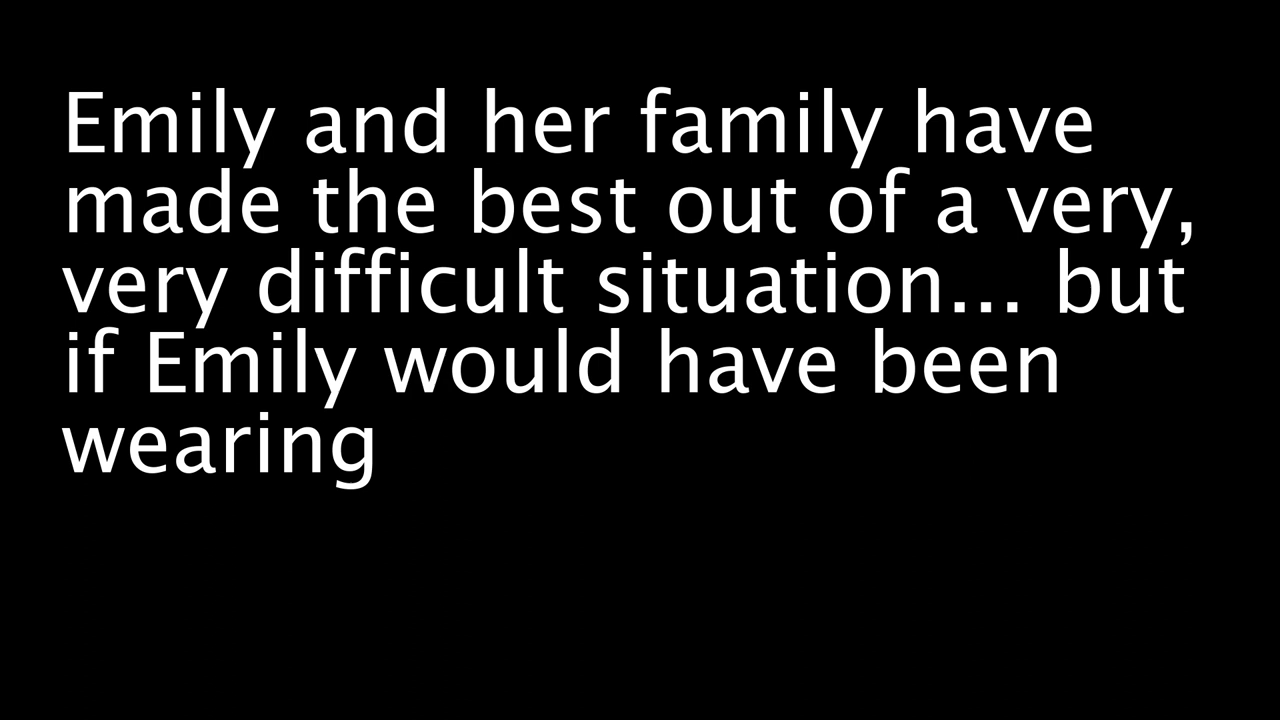 Emily and her family have
made the best out of a very,
very difficult situation... but
if Emily would have been
wearing